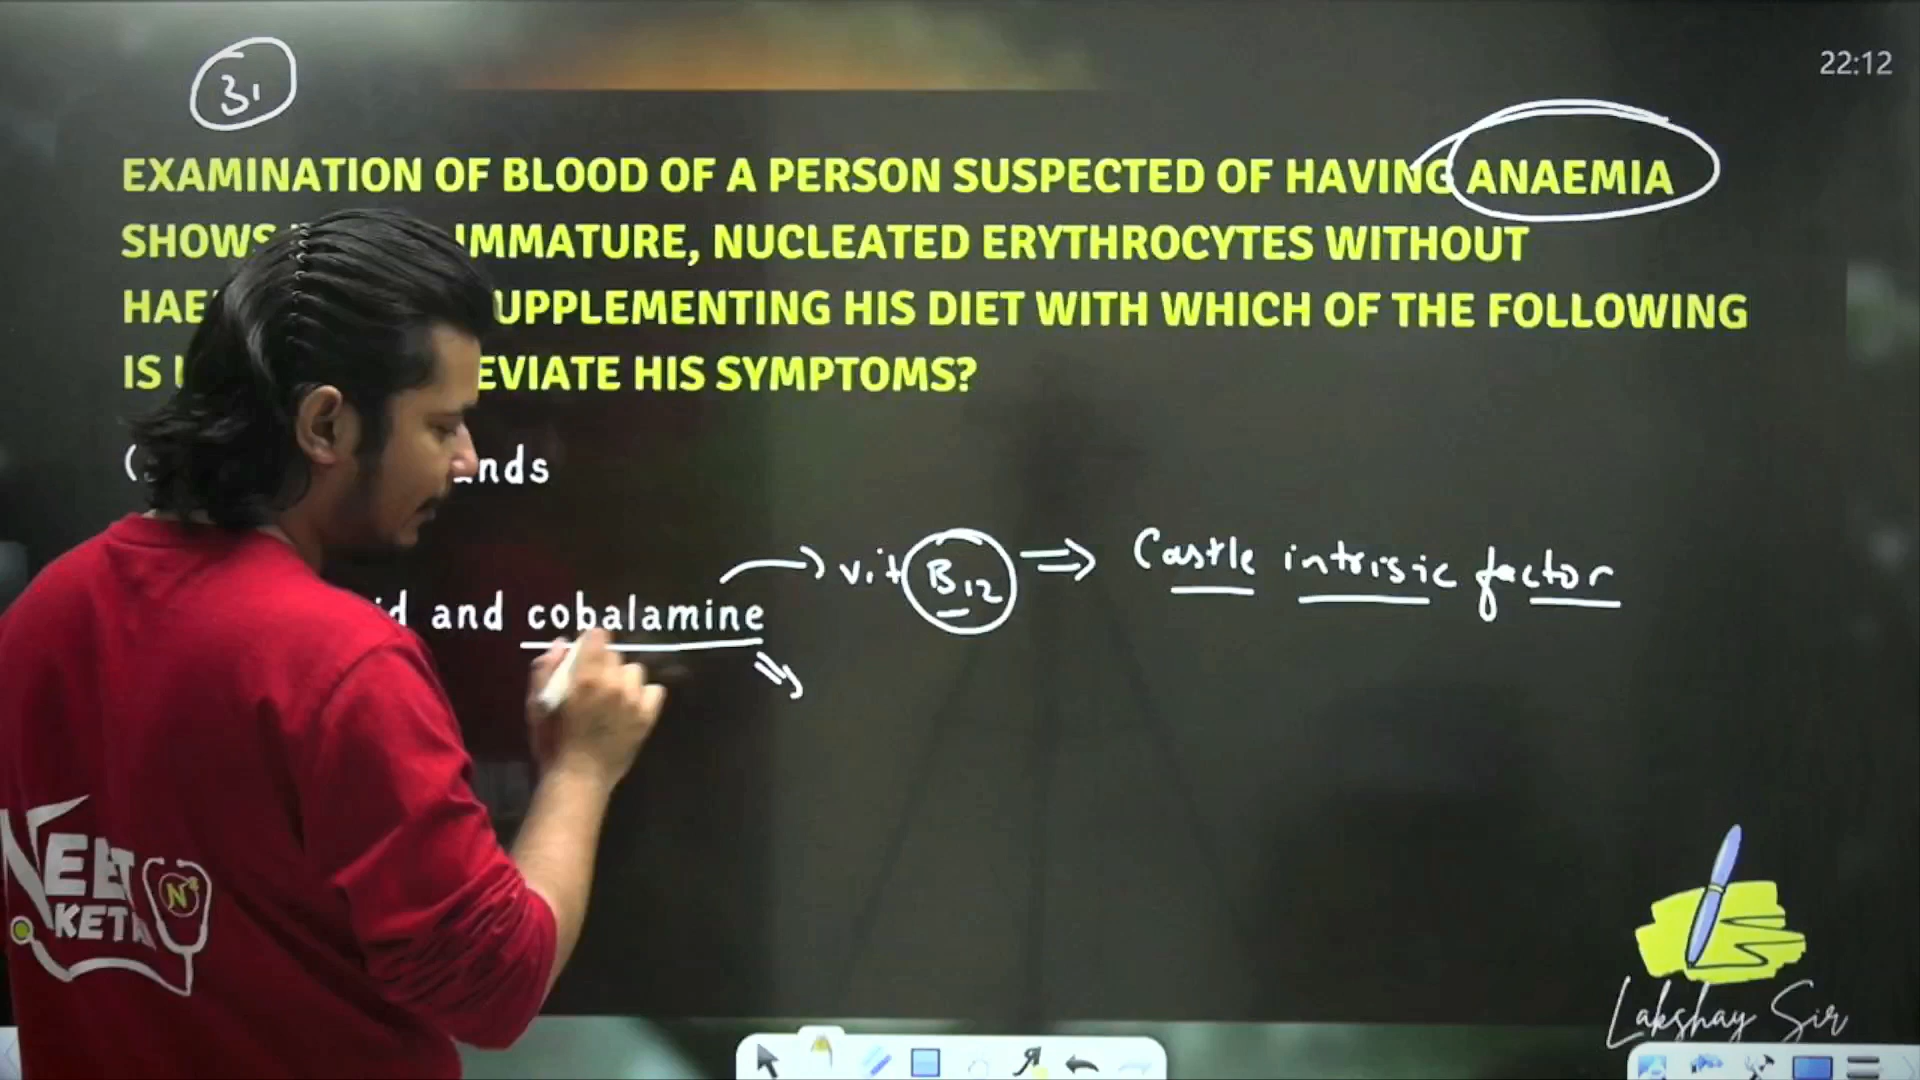 31
22:12
EXAMINATION OF BLOOD OF A PERSON SUSPECTED OF HAVING ANAEMIA
SHOWS IMMATURE, NUCLEATED ERYTHROCYTES WITHOUT
UPPLEMENTING HIS DIET WITH WHICH OF THE FOLLOWING
IS EVIATE HIS SYMPTOMS?
nds
vit B12 ⇒ Castle intrisic factor
and cobalamine
NEET
KETA
N
Lakshay Sir